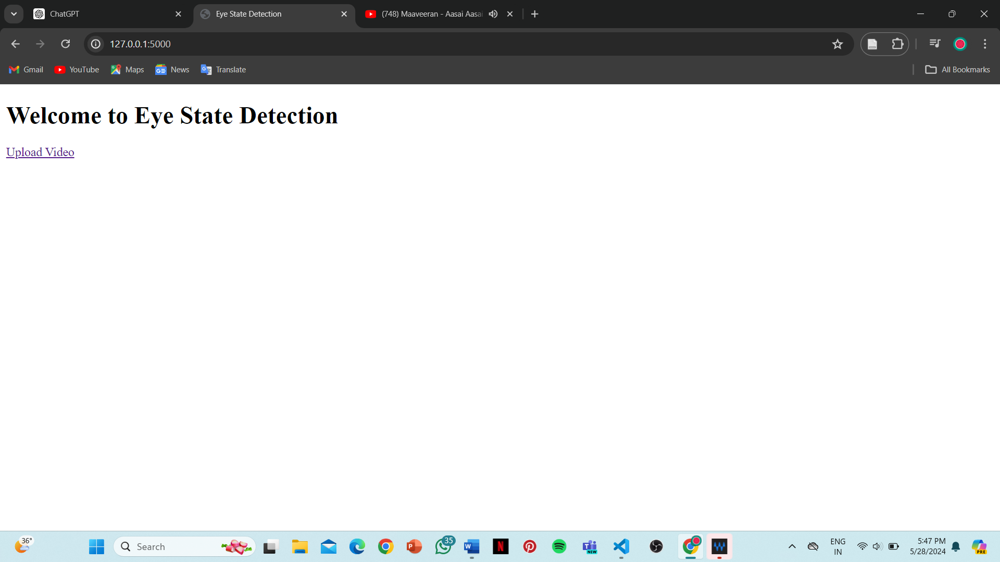 ChatGPT
Eye State Detection
(748) Maaveeran - Aasai Aasai
127.0.0.1:5000
Gmail
YouTube
Maps
News
Translate
All Bookmarks
Welcome to Eye State Detection
Upload Video
36°
Search
35
NEW
ENG
IN
5:47 PM
5/28/2024
PRE